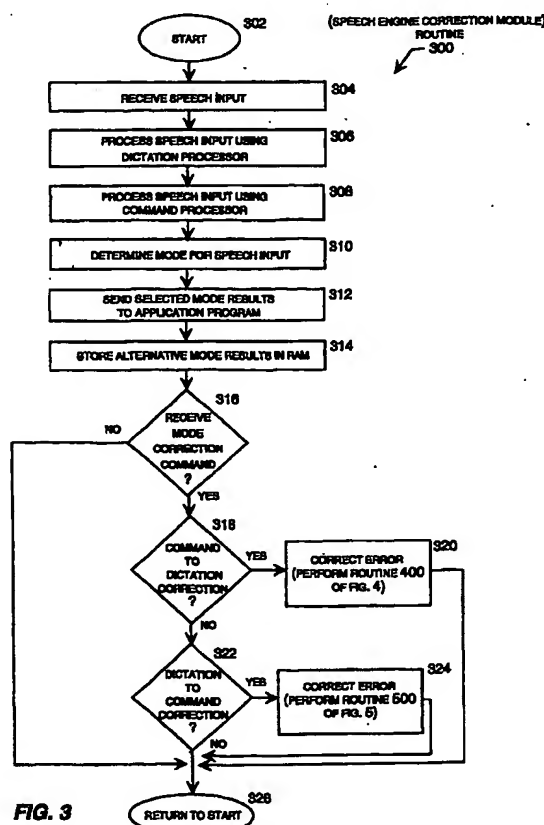 302
START
(SPEECH ENGINE CORRECTION MODULE)
ROUTINE
300
304
RECEIVE SPEECH INPUT
306
PROCESS SPEECH INPUT USING
DICTATION PROCESSOR
308
PROCESS SPEECH INPUT USING
COMMAND PROCESSOR
310
DETERMINE MODE FOR SPEECH INPUT
312
SEND SELECTED MODE RESULTS
TO APPLICATION PROGRAM
314
STORE ALTERNATIVE MODE RESULTS IN RAM
316
NO
RECEIVE
MODE
CORRECTION
COMMAND
?
YES
318
COMMAND
TO
DICTATION
CORRECTION
?
YES
320
CORRECT ERROR
(PERFORM ROUTINE 400
OF FIG. 4)
NO
322
DICTATION
TO
COMMAND
CORRECTION
?
YES
324
CORRECT ERROR
(PERFORM ROUTINE 500
OF FIG. 5)
NO
326
RETURN TO START
FIG. 3